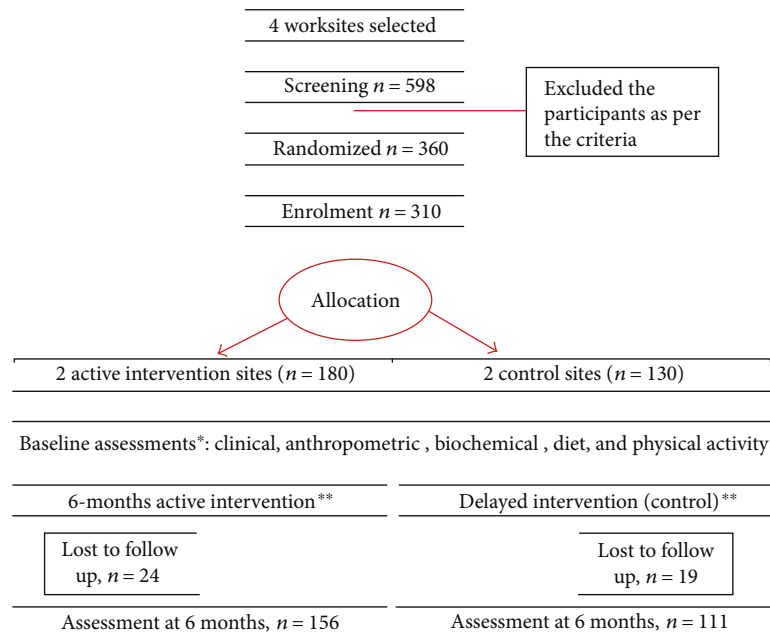 4 worksites selected
Screening n = 598
Excluded the
participants as per
the criteria
Randomized n = 360
Enrolment n = 310
Allocation
2 active intervention sites (n = 180)
2 control sites (n = 130)
Baseline assessments*: clinical, anthropometric , biochemical , diet, and physical activity
6-months active intervention**
Delayed intervention (control)**
Lost to follow
up, n = 24
Lost to follow
up, n = 19
Assessment at 6 months, n = 156
Assessment at 6 months, n = 111